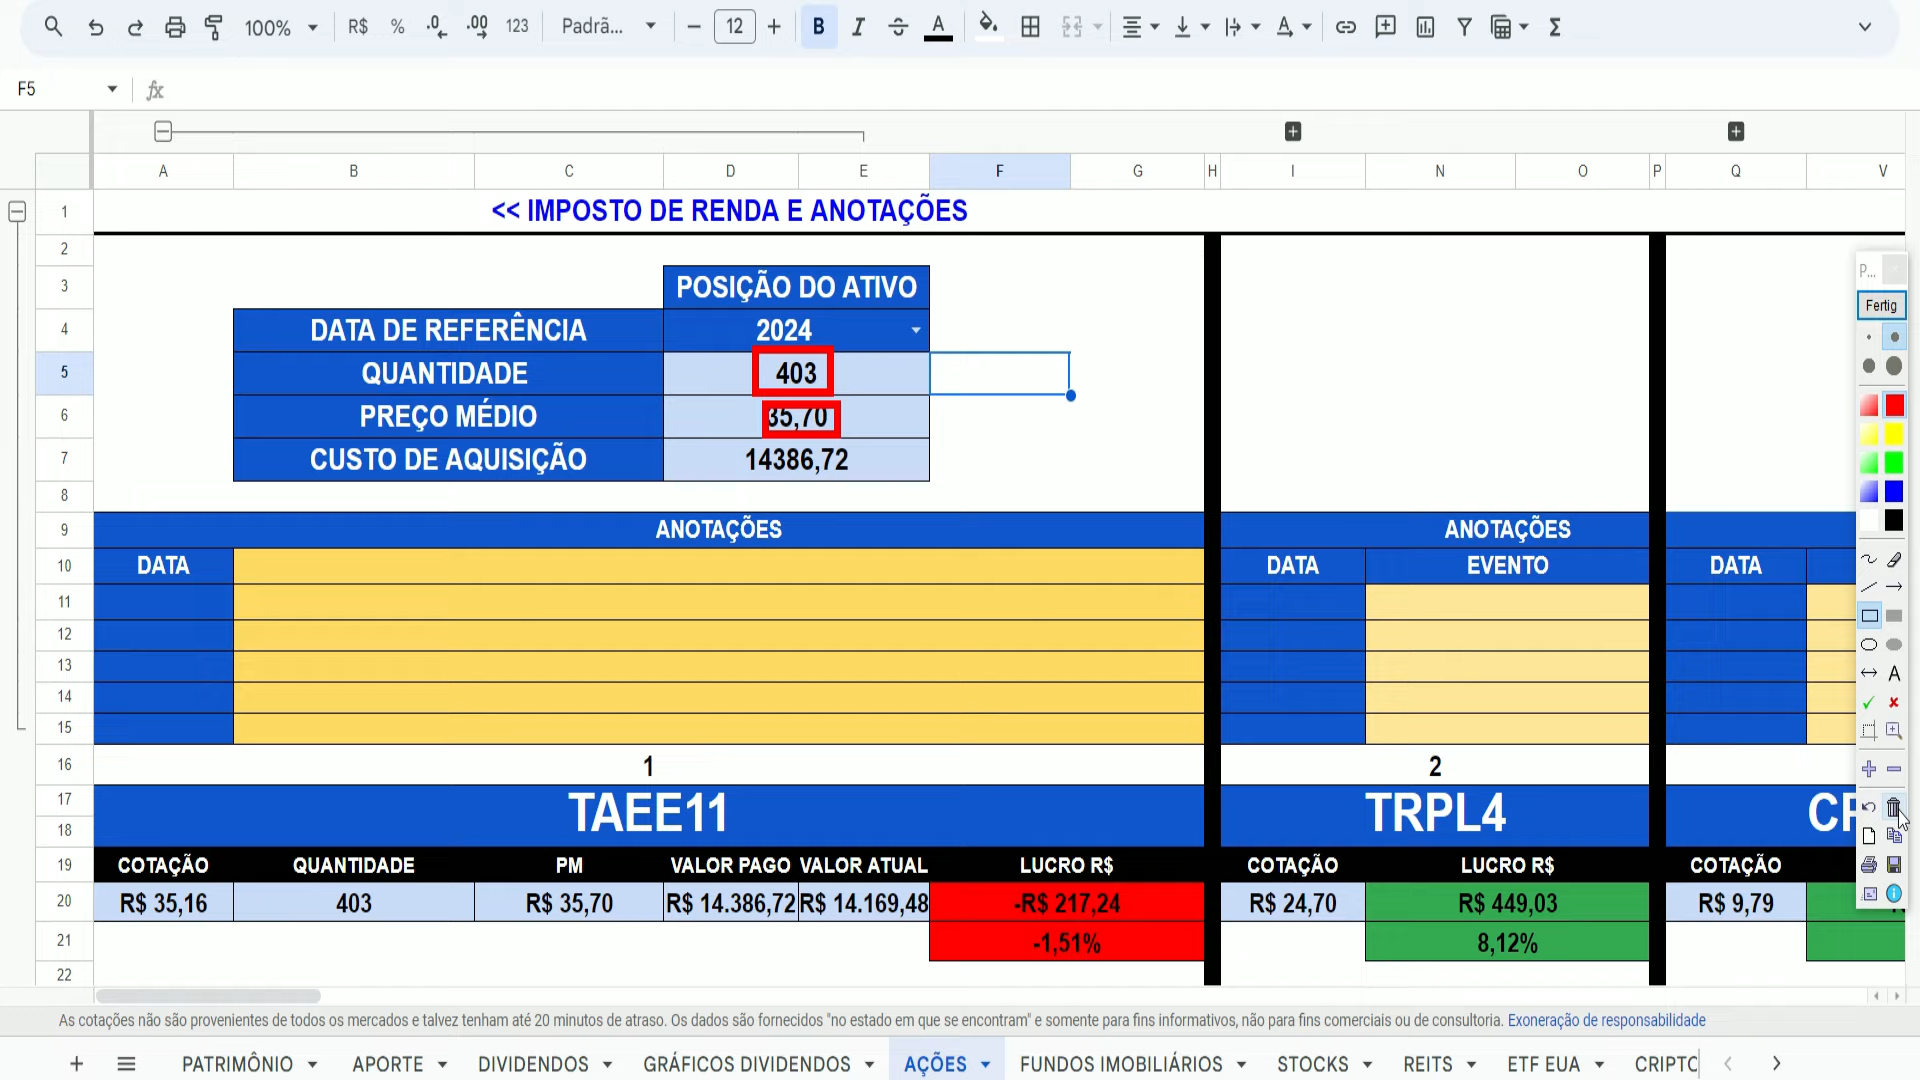 100% R$ % .0 .00 123 Padrã... 12 B I A
F5 fx
A B C D E F G H I N O P Q V
1 << IMPOSTO DE RENDA E ANOTAÇÕES
2
3 POSIÇÃO DO ATIVO
4 DATA DE REFERÊNCIA 2024
5 QUANTIDADE 403
6 PREÇO MÉDIO 35,70
7 CUSTO DE AQUISIÇÃO 14386,72
8
9 ANOTAÇÕES ANOTAÇÕES
10 DATA DATA EVENTO DATA
11
12
13
14
15
16 1 2
17 TAEE11 TRPL4
18
19 COTAÇÃO QUANTIDADE PM VALOR PAGO VALOR ATUAL LUCRO R$ COTAÇÃO LUCRO R$ COTAÇÃO
20 R$ 35,16 403 R$ 35,70 R$ 14.386,72 R$ 14.169,48 -R$ 217,24 R$ 24,70 R$ 449,03 R$ 9,79
21 -1,51% 8,12%
22
P...
Fertig
A
As cotações não são provenientes de todos os mercados e talvez tenham até 20 minutos de atraso. Os dados são fornecidos "no estado em que se encontram" e somente para fins informativos, não para fins comerciais ou de consultoria. Exoneração de responsabilidade
PATRIMÔNIO APORTE DIVIDENDOS GRÁFICOS DIVIDENDOS AÇÕES FUNDOS IMOBILIÁRIOS STOCKS REITS ETF EUA CRIPTO